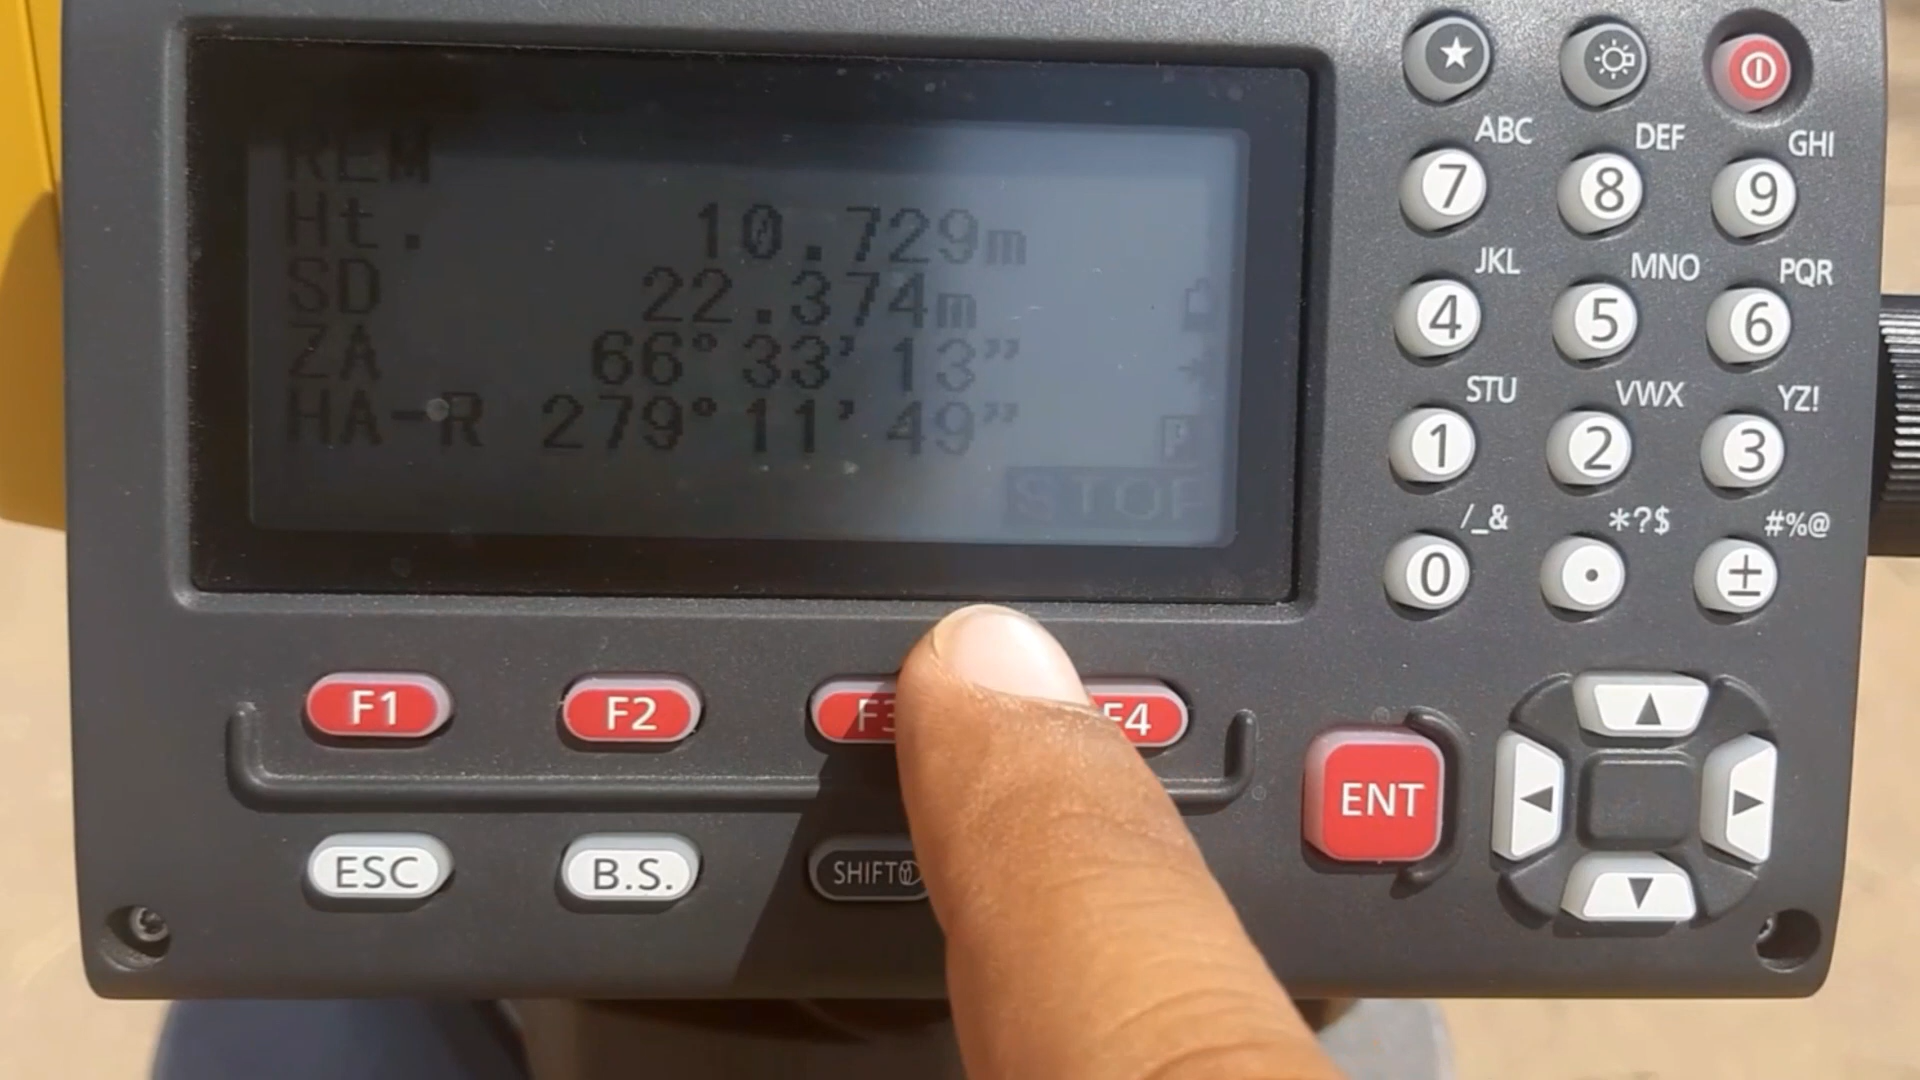 REM
Ht. 10.729m
SD 22.374m
ZA 66°33'13"
HA-R 279°11'49"
P
STOP
ABC DEF GHI
7 8 9
JKL MNO PQR
4 5 6
STU VWX YZ!
1 2 3
/_& *?$ #%@
0 . ±
F1 F2 F3 F4
ENT
ESC B.S. SHIFT